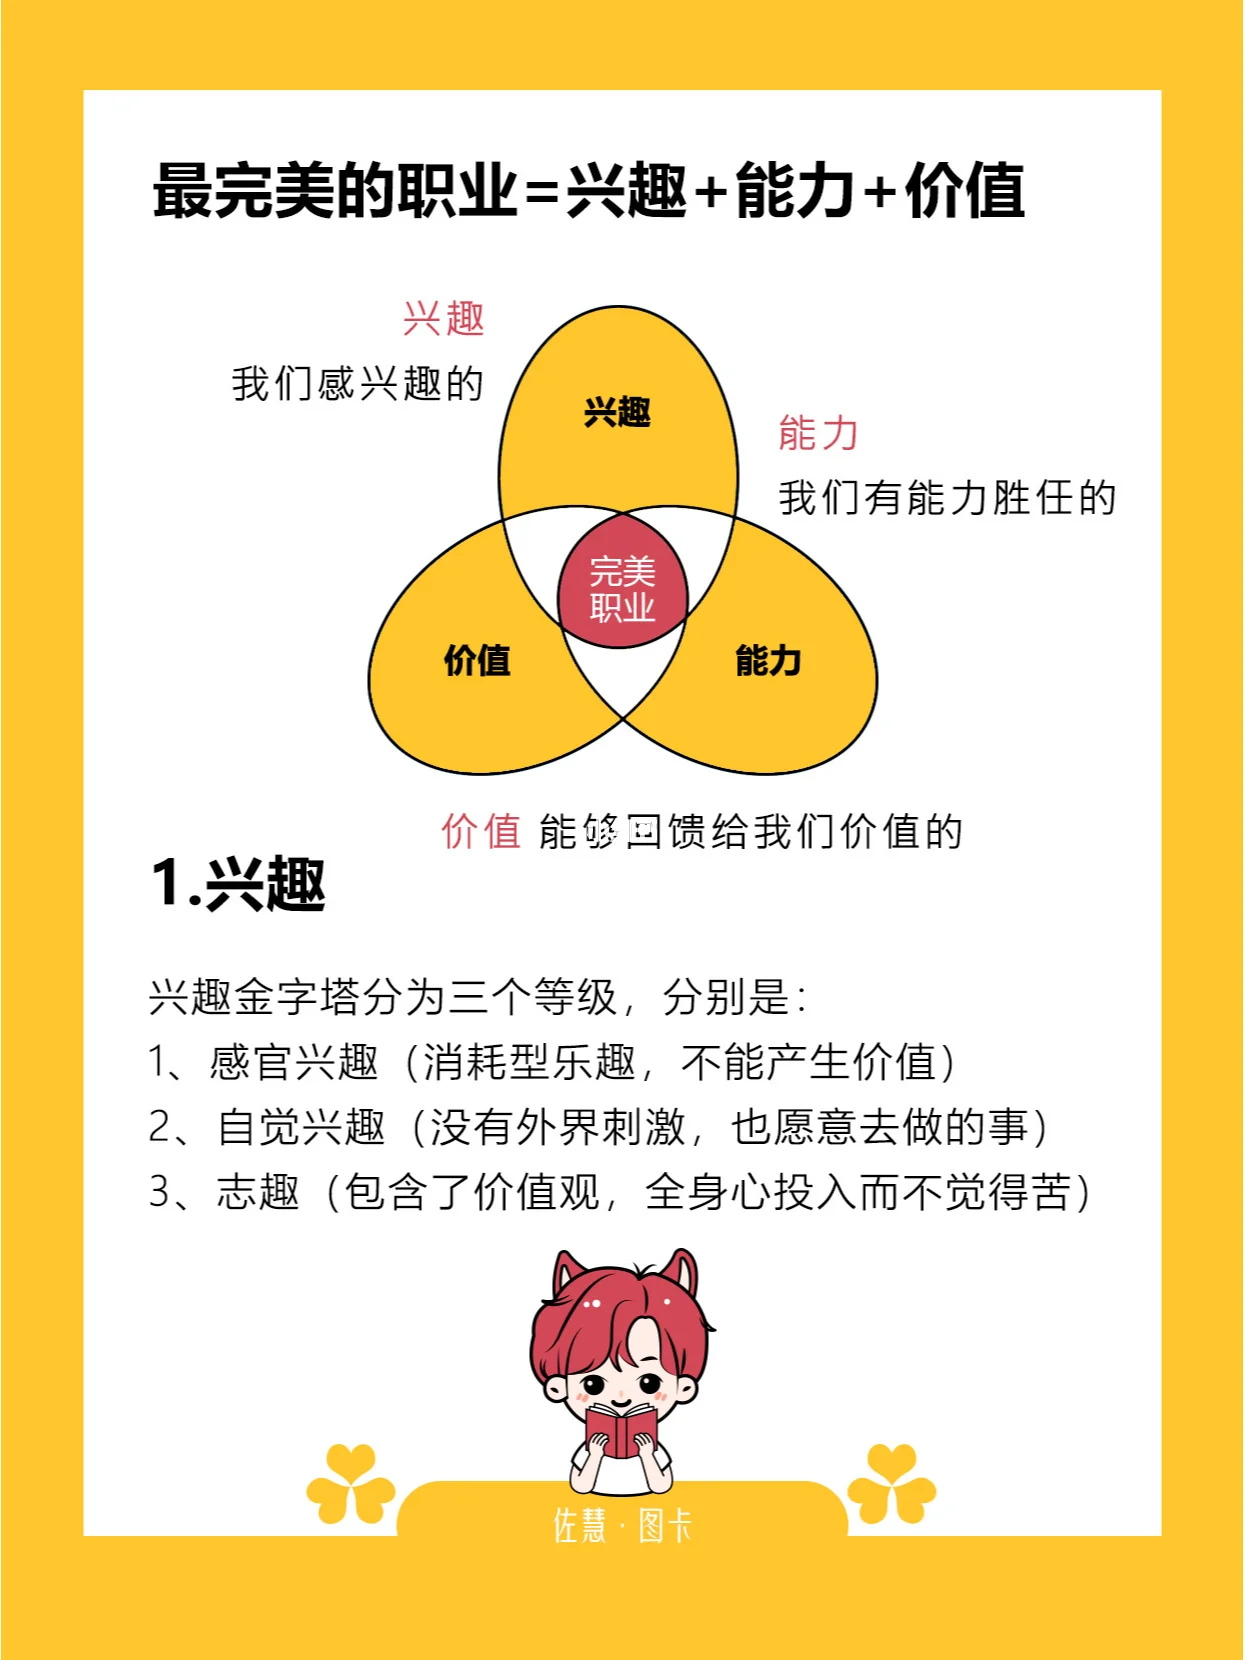 最完美的职业=兴趣+能力+价值
兴趣
我们感兴趣的
兴趣
能力
我们有能力胜任的
完美
职业
价值
能力
价值 能够回馈给我们价值的
1.兴趣
兴趣金字塔分为三个等级，分别是：
1、感官兴趣（消耗型乐趣，不能产生价值）
2、自觉兴趣（没有外界刺激，也愿意去做的事）
3、志趣（包含了价值观，全身心投入而不觉得苦）
佐慧·图卡